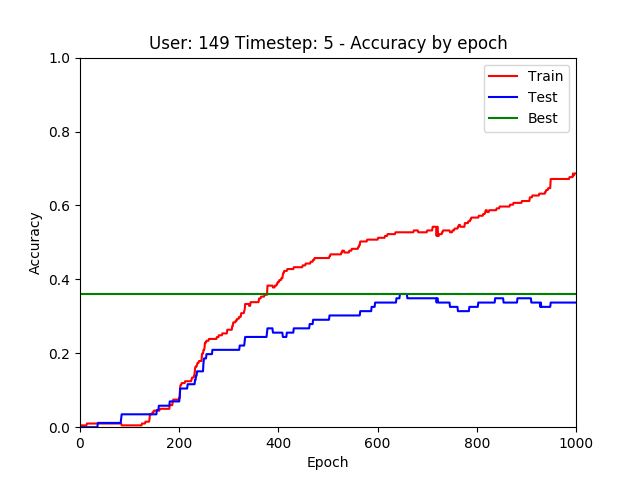 User: 149 Timestep: 5 - Accuracy by epoch
Train
Test
Best
Accuracy
1.0
0.8
0.6
0.4
0.2
0.0
0 200 400 600 800 1000
Epoch